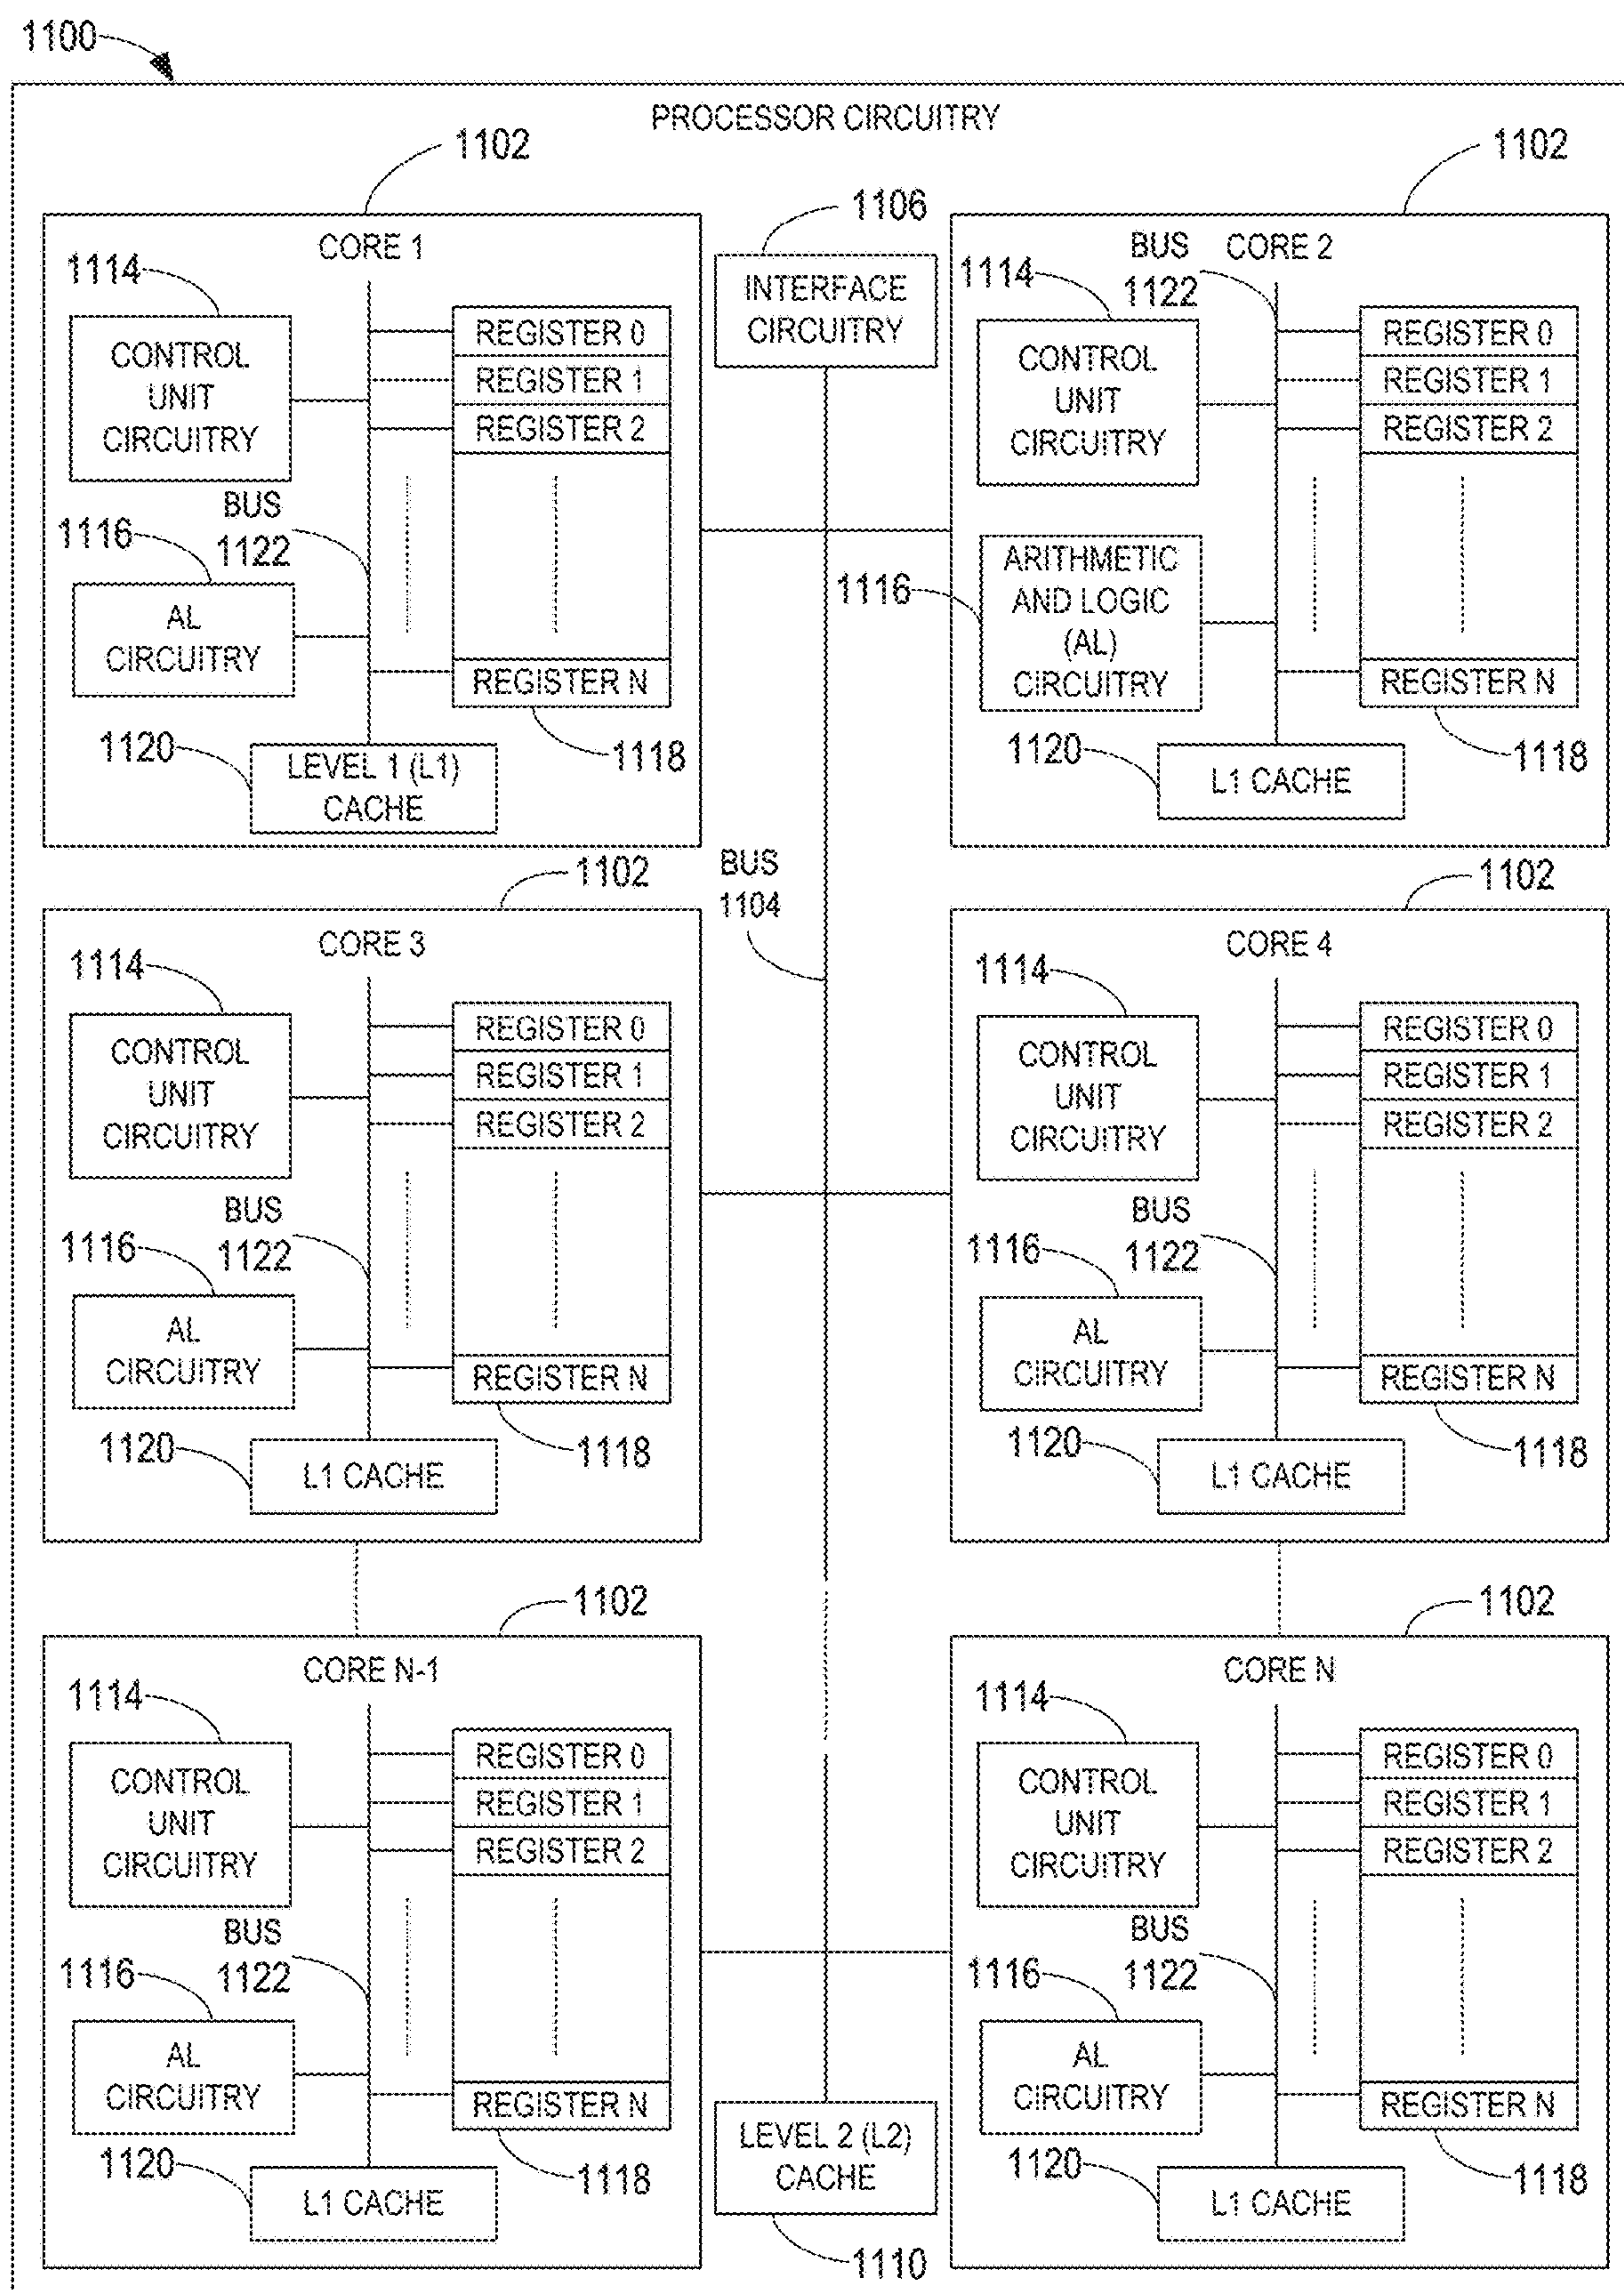 1100
PROCESSOR CIRCUITRY
1102
1102
1106
CORE 1
1114
CONTROL
UNIT
CIRCUITRY
REGISTER 0
REGISTER 1
REGISTER 2
BUS
1122
1116
AL
CIRCUITRY
REGISTER N
1120
LEVEL 1 (L1)
CACHE
1118
INTERFACE
CIRCUITRY
BUS
1122
CORE 2
1114
CONTROL
UNIT
CIRCUITRY
REGISTER 0
REGISTER 1
REGISTER 2
1116
ARITHMETIC
AND LOGIC
(AL)
CIRCUITRY
REGISTER N
1120
L1 CACHE
1118
BUS
1104
1102
CORE 3
1114
CONTROL
UNIT
CIRCUITRY
REGISTER 0
REGISTER 1
REGISTER 2
BUS
1122
1116
AL
CIRCUITRY
REGISTER N
1120
L1 CACHE
1118
1102
CORE 4
1114
CONTROL
UNIT
CIRCUITRY
REGISTER 0
REGISTER 1
REGISTER 2
BUS
1122
1116
AL
CIRCUITRY
REGISTER N
1120
L1 CACHE
1118
1102
CORE N-1
1114
CONTROL
UNIT
CIRCUITRY
REGISTER 0
REGISTER 1
REGISTER 2
BUS
1122
1116
AL
CIRCUITRY
REGISTER N
1120
L1 CACHE
1118
1102
CORE N
1114
CONTROL
UNIT
CIRCUITRY
REGISTER 0
REGISTER 1
REGISTER 2
BUS
1122
1116
AL
CIRCUITRY
REGISTER N
1120
L1 CACHE
1118
LEVEL 2 (L2)
CACHE
1110